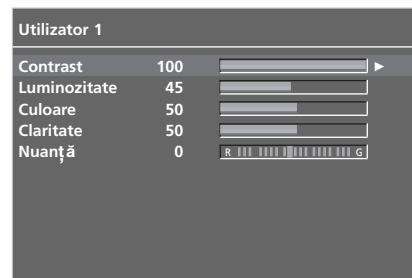 Utilizator 1
Contrast 100
Luminozitate 45
Culoare 50
Claritate 50
Nuanță 0 R G